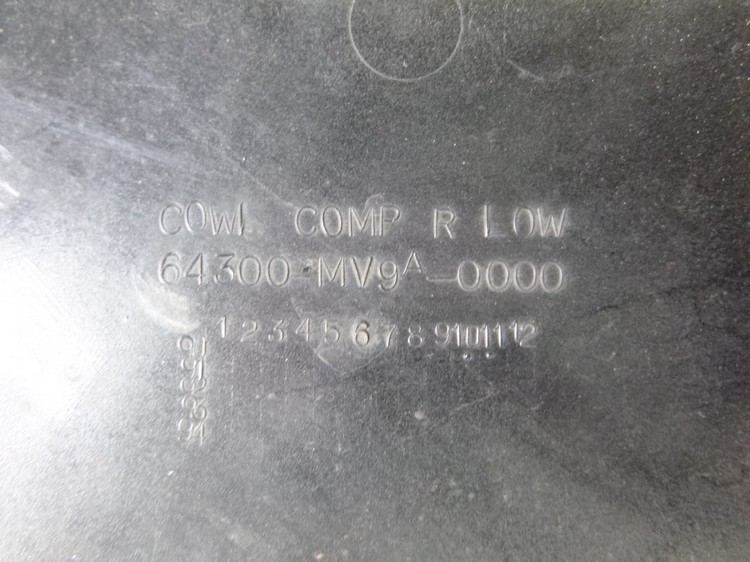 COWL COMP R LOW
64300-MV9A-0000
1 2 3 4 5 6 7 8 9 10 11 12